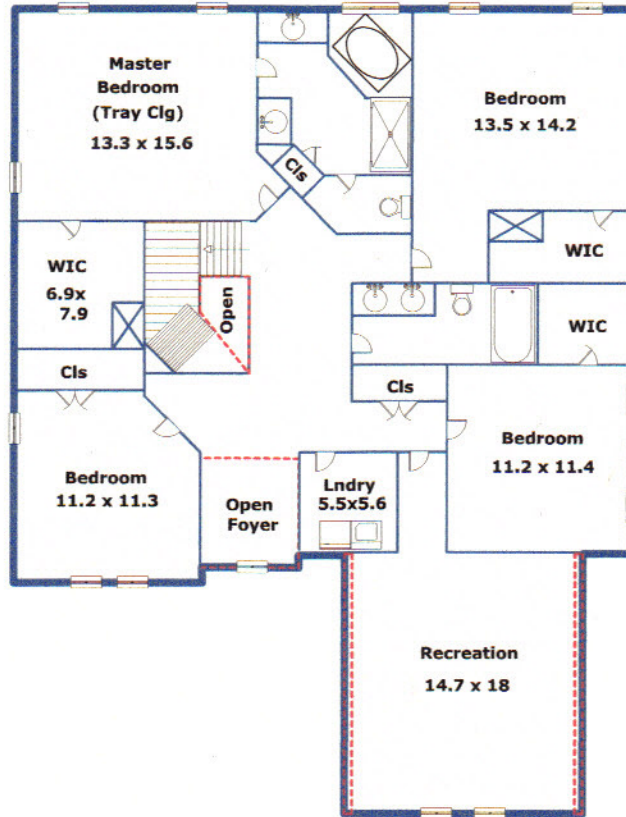 Master
Bedroom
(Tray Clg)
13.3 x 15.6
Bedroom
13.5 x 14.2
Cls
WIC
WIC
6.9x
7.9
Open
WIC
Cls
Cls
Bedroom
11.2 x 11.4
Bedroom
11.2 x 11.3
Open
Foyer
Lndry
5.5x5.6
Recreation
14.7 x 18